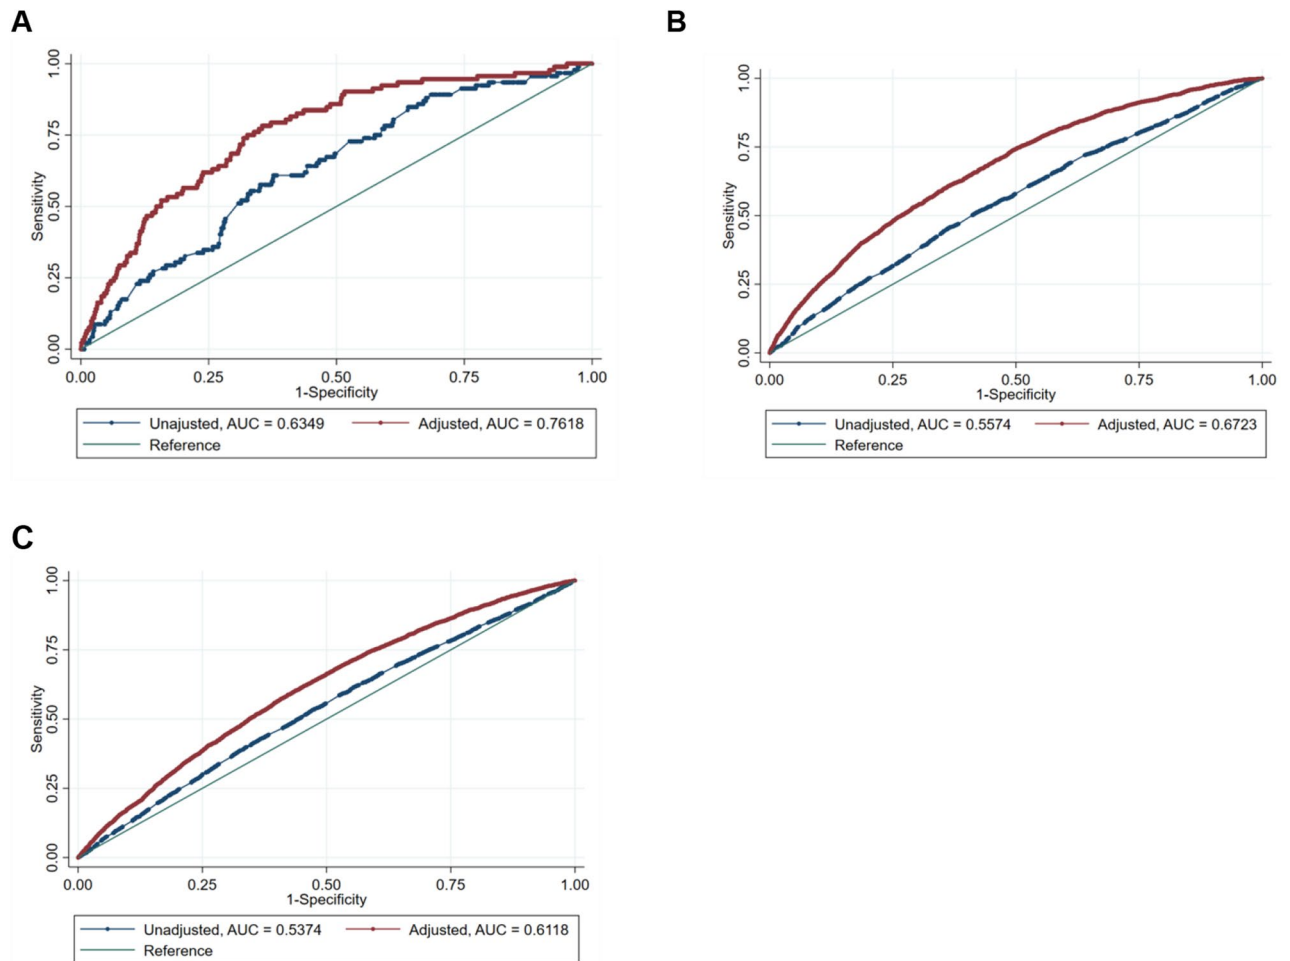 A
Sensitivity
1.00
0.75
0.50
0.25
0.00
0.00 0.25 0.50 0.75 1.00
1-Specificity
Unajusted, AUC = 0.6349 Adjusted, AUC = 0.7618
Reference
B
Sensitivity
1.00
0.75
0.50
0.25
0.00
0.00 0.25 0.50 0.75 1.00
1-Specificity
Unadjusted, AUC = 0.5574 Adjusted, AUC = 0.6723
Reference
C
Sensitivity
1.00
0.75
0.50
0.25
0.00
0.00 0.25 0.50 0.75 1.00
1-Specificity
Unadjusted, AUC = 0.5374 Adjusted, AUC = 0.6118
Reference